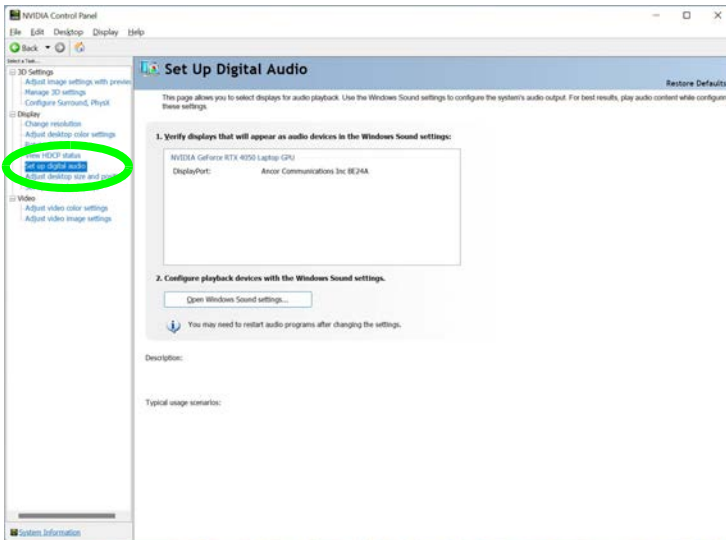 NVIDIA Control Panel
File Edit Desktop Display Help
Back
Select a Task...
3D Settings
Adjust image settings with preview
Manage 3D settings
Configure Surround, PhysX
Display
Change resolution
Adjust desktop color settings
View HDCP status
Set up digital audio
Adjust desktop size and
Video
Adjust video color settings
Adjust video image settings
System Information
Set Up Digital Audio
Restore Defaults
This page allows you to select displays for audio playback. Use the Windows Sound settings to configure the system's audio output. For best results, play audio content while configure
these settings.
1. Verify displays that will appear as audio devices in the Windows Sound settings:
NVIDIA GeForce RTX 4050 Laptop GPU
DisplayPort: Ancor Communications Inc BE24A
2. Configure playback devices with the Windows Sound settings.
Open Windows Sound settings...
You may need to restart audio programs after changing the settings.
Description:
Typical usage scenarios: